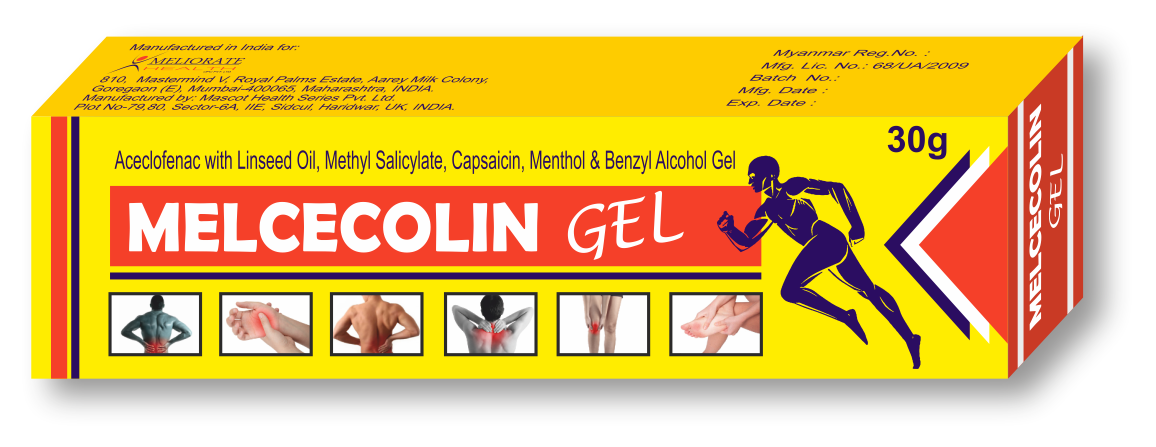 Manufactured in India for:
MELIORATE
HEALTH
810, Mastermind V, Royal Palms Estate, Aarey Milk Colony,
Goregaon (E), Mumbai-400065, Maharashtra, INDIA.
Manufactured by: Mascot Health Series Pvt. Ltd.
Plot No-79,80, Sector-6A, IIE, Sidcul, Haridwar, UK, INDIA.
Myanmar Reg.No. :
Mfg. Lic. No.: 68/UA/2009
Batch No.:
Mfg. Date :
Exp. Date :
30g
Aceclofenac with Linseed Oil, Methyl Salicylate, Capsaicin, Menthol & Benzyl Alcohol Gel
MELCECOLIN GEL
MELCECOLIN
GEL